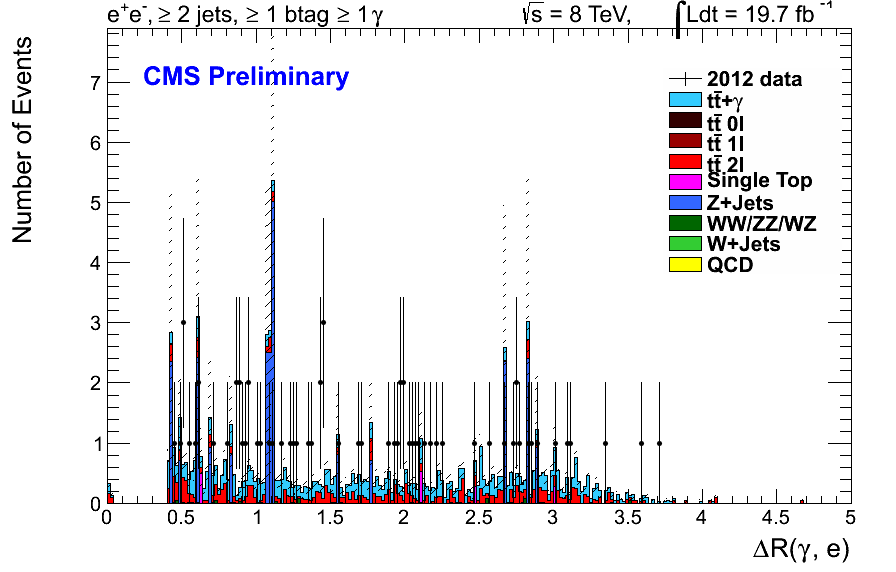 e⁺e⁻, ≥ 2 jets, ≥ 1 btag ≥ 1 γ
√s = 8 TeV, ∫Ldt = 19.7 fb⁻¹
Number of Events
CMS Preliminary
2012 data
tt̄+γ
tt̄ 0l
tt̄ 1l
tt̄ 2l
Single Top
Z+Jets
WW/ZZ/WZ
W+Jets
QCD
7
6
5
4
3
2
1
0
0 0.5 1 1.5 2 2.5 3 3.5 4 4.5 5
ΔR(γ, e)